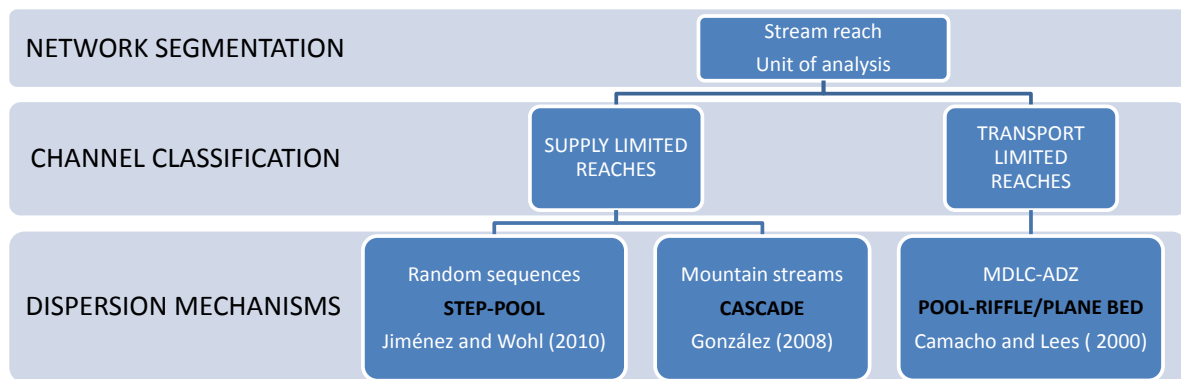 NETWORK SEGMENTATION
Stream reach
Unit of analysis
CHANNEL CLASSIFICATION
SUPPLY LIMITED
REACHES
TRANSPORT
LIMITED
REACHES
DISPERSION MECHANISMS
Random sequences
STEP-POOL
Jiménez and Wohl (2010)
Mountain streams
CASCADE
González (2008)
MDLC-ADZ
POOL-RIFFLE/PLANE BED
Camacho and Lees ( 2000)